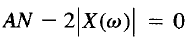 AN − 2|X(ω)| = 0